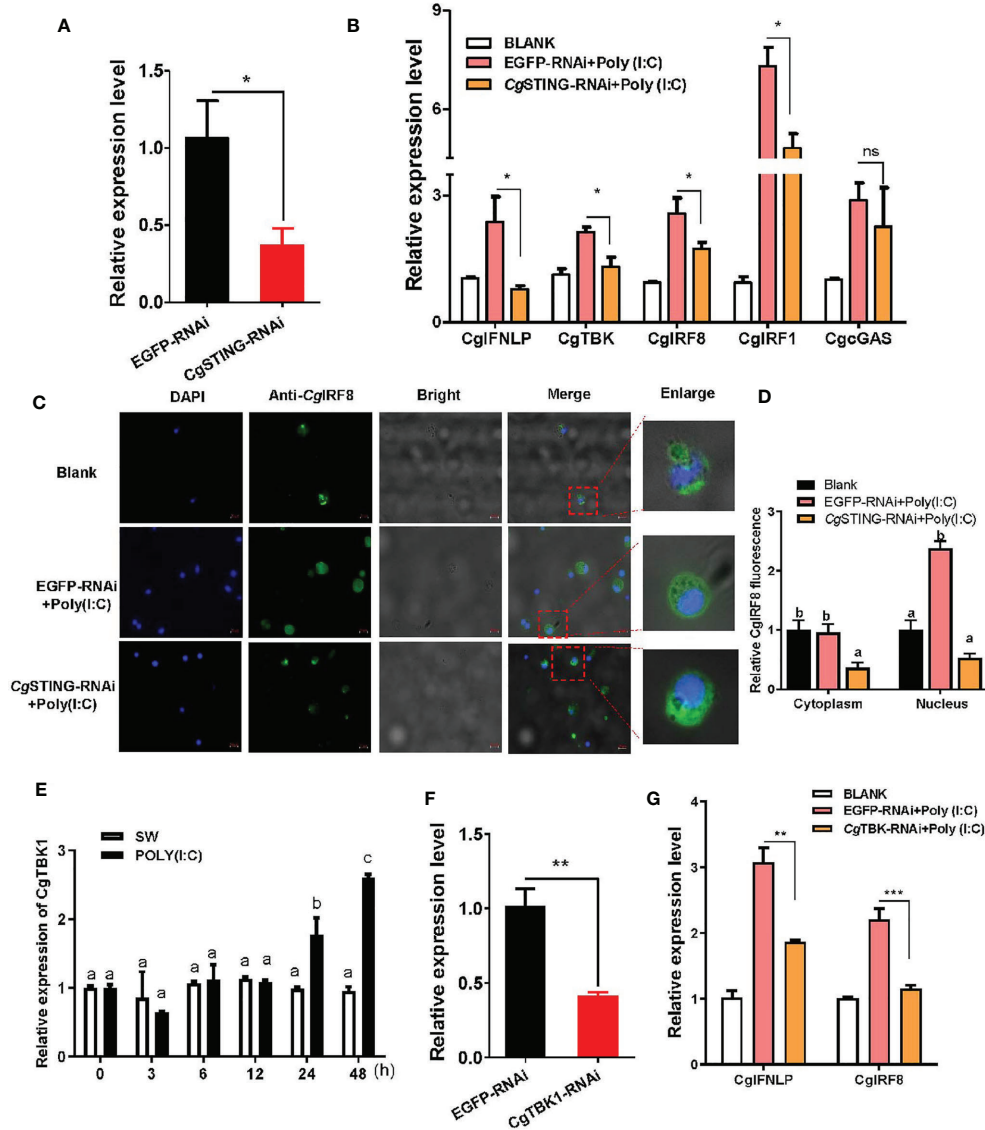 A
Relative expression level
1.5
1.0
0.5
0.0
*
EGFP-RNAi
CgSTING-RNAi
B
Relative expression level
9
6
3
0
BLANK
EGFP-RNAi+Poly (I:C)
CgSTING-RNAi+Poly (I:C)
*
*
*
*
ns
CgIFNLP
CgTBK
CgIRF8
CgIRF1
CgcGAS
C
DAPI
Anti-CgIRF8
Bright
Merge
Enlarge
Blank
EGFP-RNAi
+Poly(I:C)
CgSTING-RNAi
+Poly(I:C)
D
Blank
EGFP-RNAi+Poly(I:C)
CgSTING-RNAi+Poly(I:C)
Relative CgIRF8 fluorescence
3
2
1
0
b
b
a
a
b
a
Cytoplasm
Nucleus
E
SW
POLY(I:C)
Relative expression of CgTBK1
3
2
1
0
a
a
a
a
a
a
a
a
a
b
a
c
0
3
6
12
24
48
(h)
F
Relative expression level
1.5
1.0
0.5
0.0
**
EGFP-RNAi
CgTBK1-RNAi
G
BLANK
EGFP-RNAi+Poly (I:C)
CgTBK-RNAi+Poly (I:C)
Relative expression level
4
3
2
1
0
**
***
CgIFNLP
CgIRF8